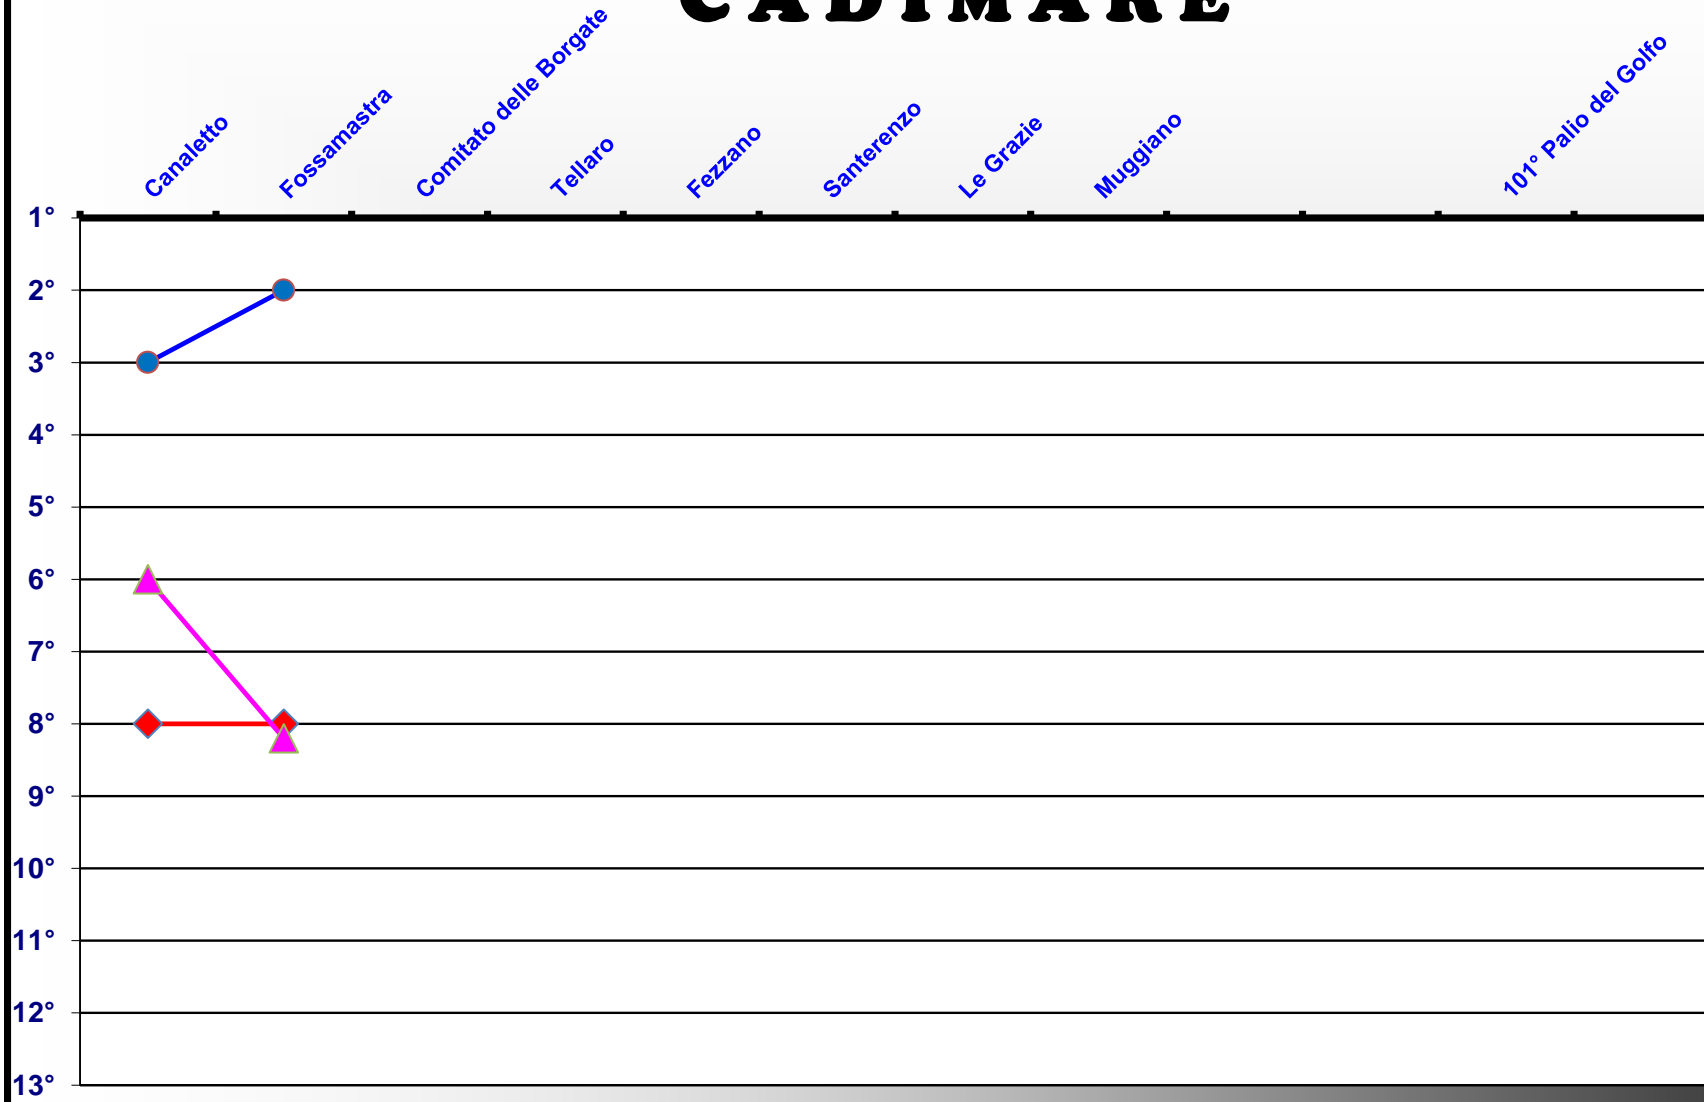 CADIMARE
Canaletto
Fossamastra
Comitato delle Borgate
Tellaro
Fezzano
Santerenzo
Le Grazie
Muggiano
101° Palio del Golfo
1°
2°
3°
4°
5°
6°
7°
8°
9°
10°
11°
12°
13°